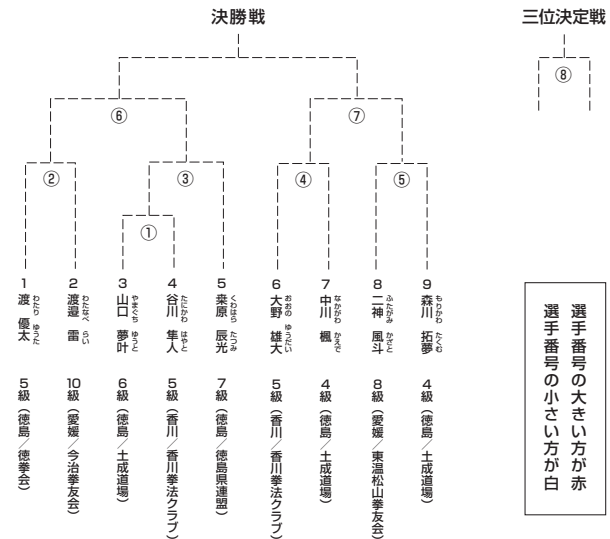 決勝戦
三位決定戦
⑧
⑥
⑦
②
③
④
⑤
①
1 渡 優太 わたり ゆうた 5級（徳島／徳拳会）
2 渡邉 雷 わたなべ らい 10級（愛媛／今治拳友会）
3 山口 夢叶 やまぐち ゆうと 6級（徳島／土成道場）
4 谷川 隼人 たにかわ はやと 5級（香川／香川拳法クラブ）
5 桒原 辰光 くわはら たつみ 7級（徳島／徳島県連盟）
6 大野 雄大 おおの ゆうだい 5級（香川／香川拳法クラブ）
7 中川 楓 なかがわ かえで 4級（徳島／土成道場）
8 二神 風斗 ふたがみ かざと 8級（愛媛／東温松山拳友会）
9 森川 拓夢 もりかわ たくむ 4級（徳島／土成道場）
選手番号の大きい方が赤
選手番号の小さい方が白